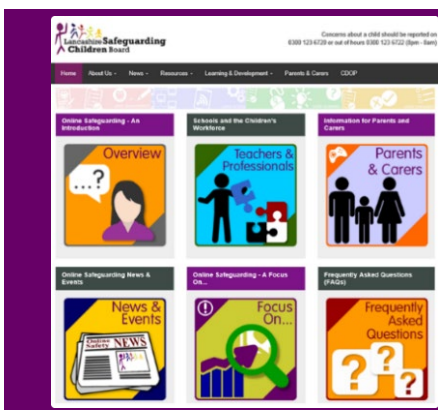 Lancashire Safeguarding
Children Board
Concerns about a child should be reported on
0300 123 6720 or out of hours 0300 123 6722 (8pm - 8am)
Home About Us - News - Resources - Learning & Development - Parents & Carers CDOP
Online Safeguarding - An
Introduction
Schools and the Children's
Workforce
Information for Parents and
Carers
Overview
...?
Teachers &
Professionals
Parents
& Carers
Online Safeguarding News &
Events
Online Safeguarding - A Focus
On...
Frequently Asked Questions
(FAQs)
News &
Events
Online
Safety NEWS
Focus
On...
Frequently
Asked
Questions
? ? ?